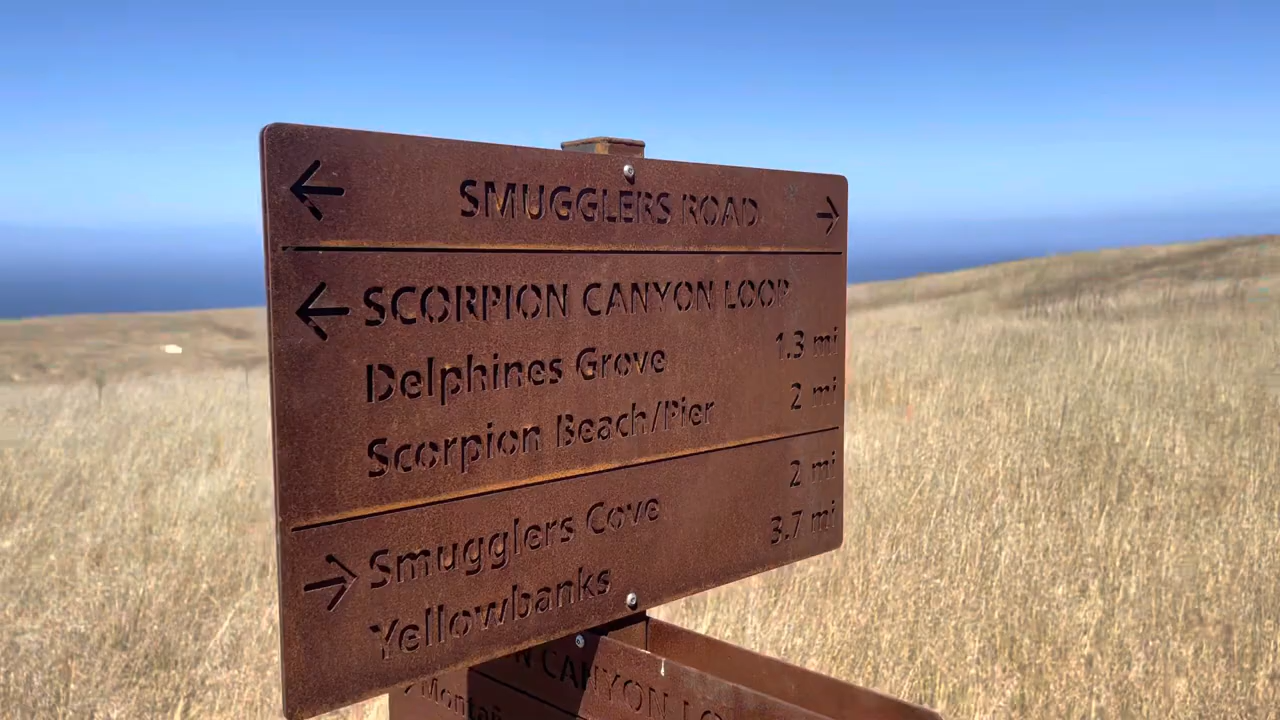 ← SMUGGLERS ROAD →
← SCORPION CANYON LOOP
Delphines Grove 1.3 mi
Scorpion Beach/Pier 2 mi
→ Smugglers Cove 2 mi
Yellowbanks 3.7 mi
CANYON